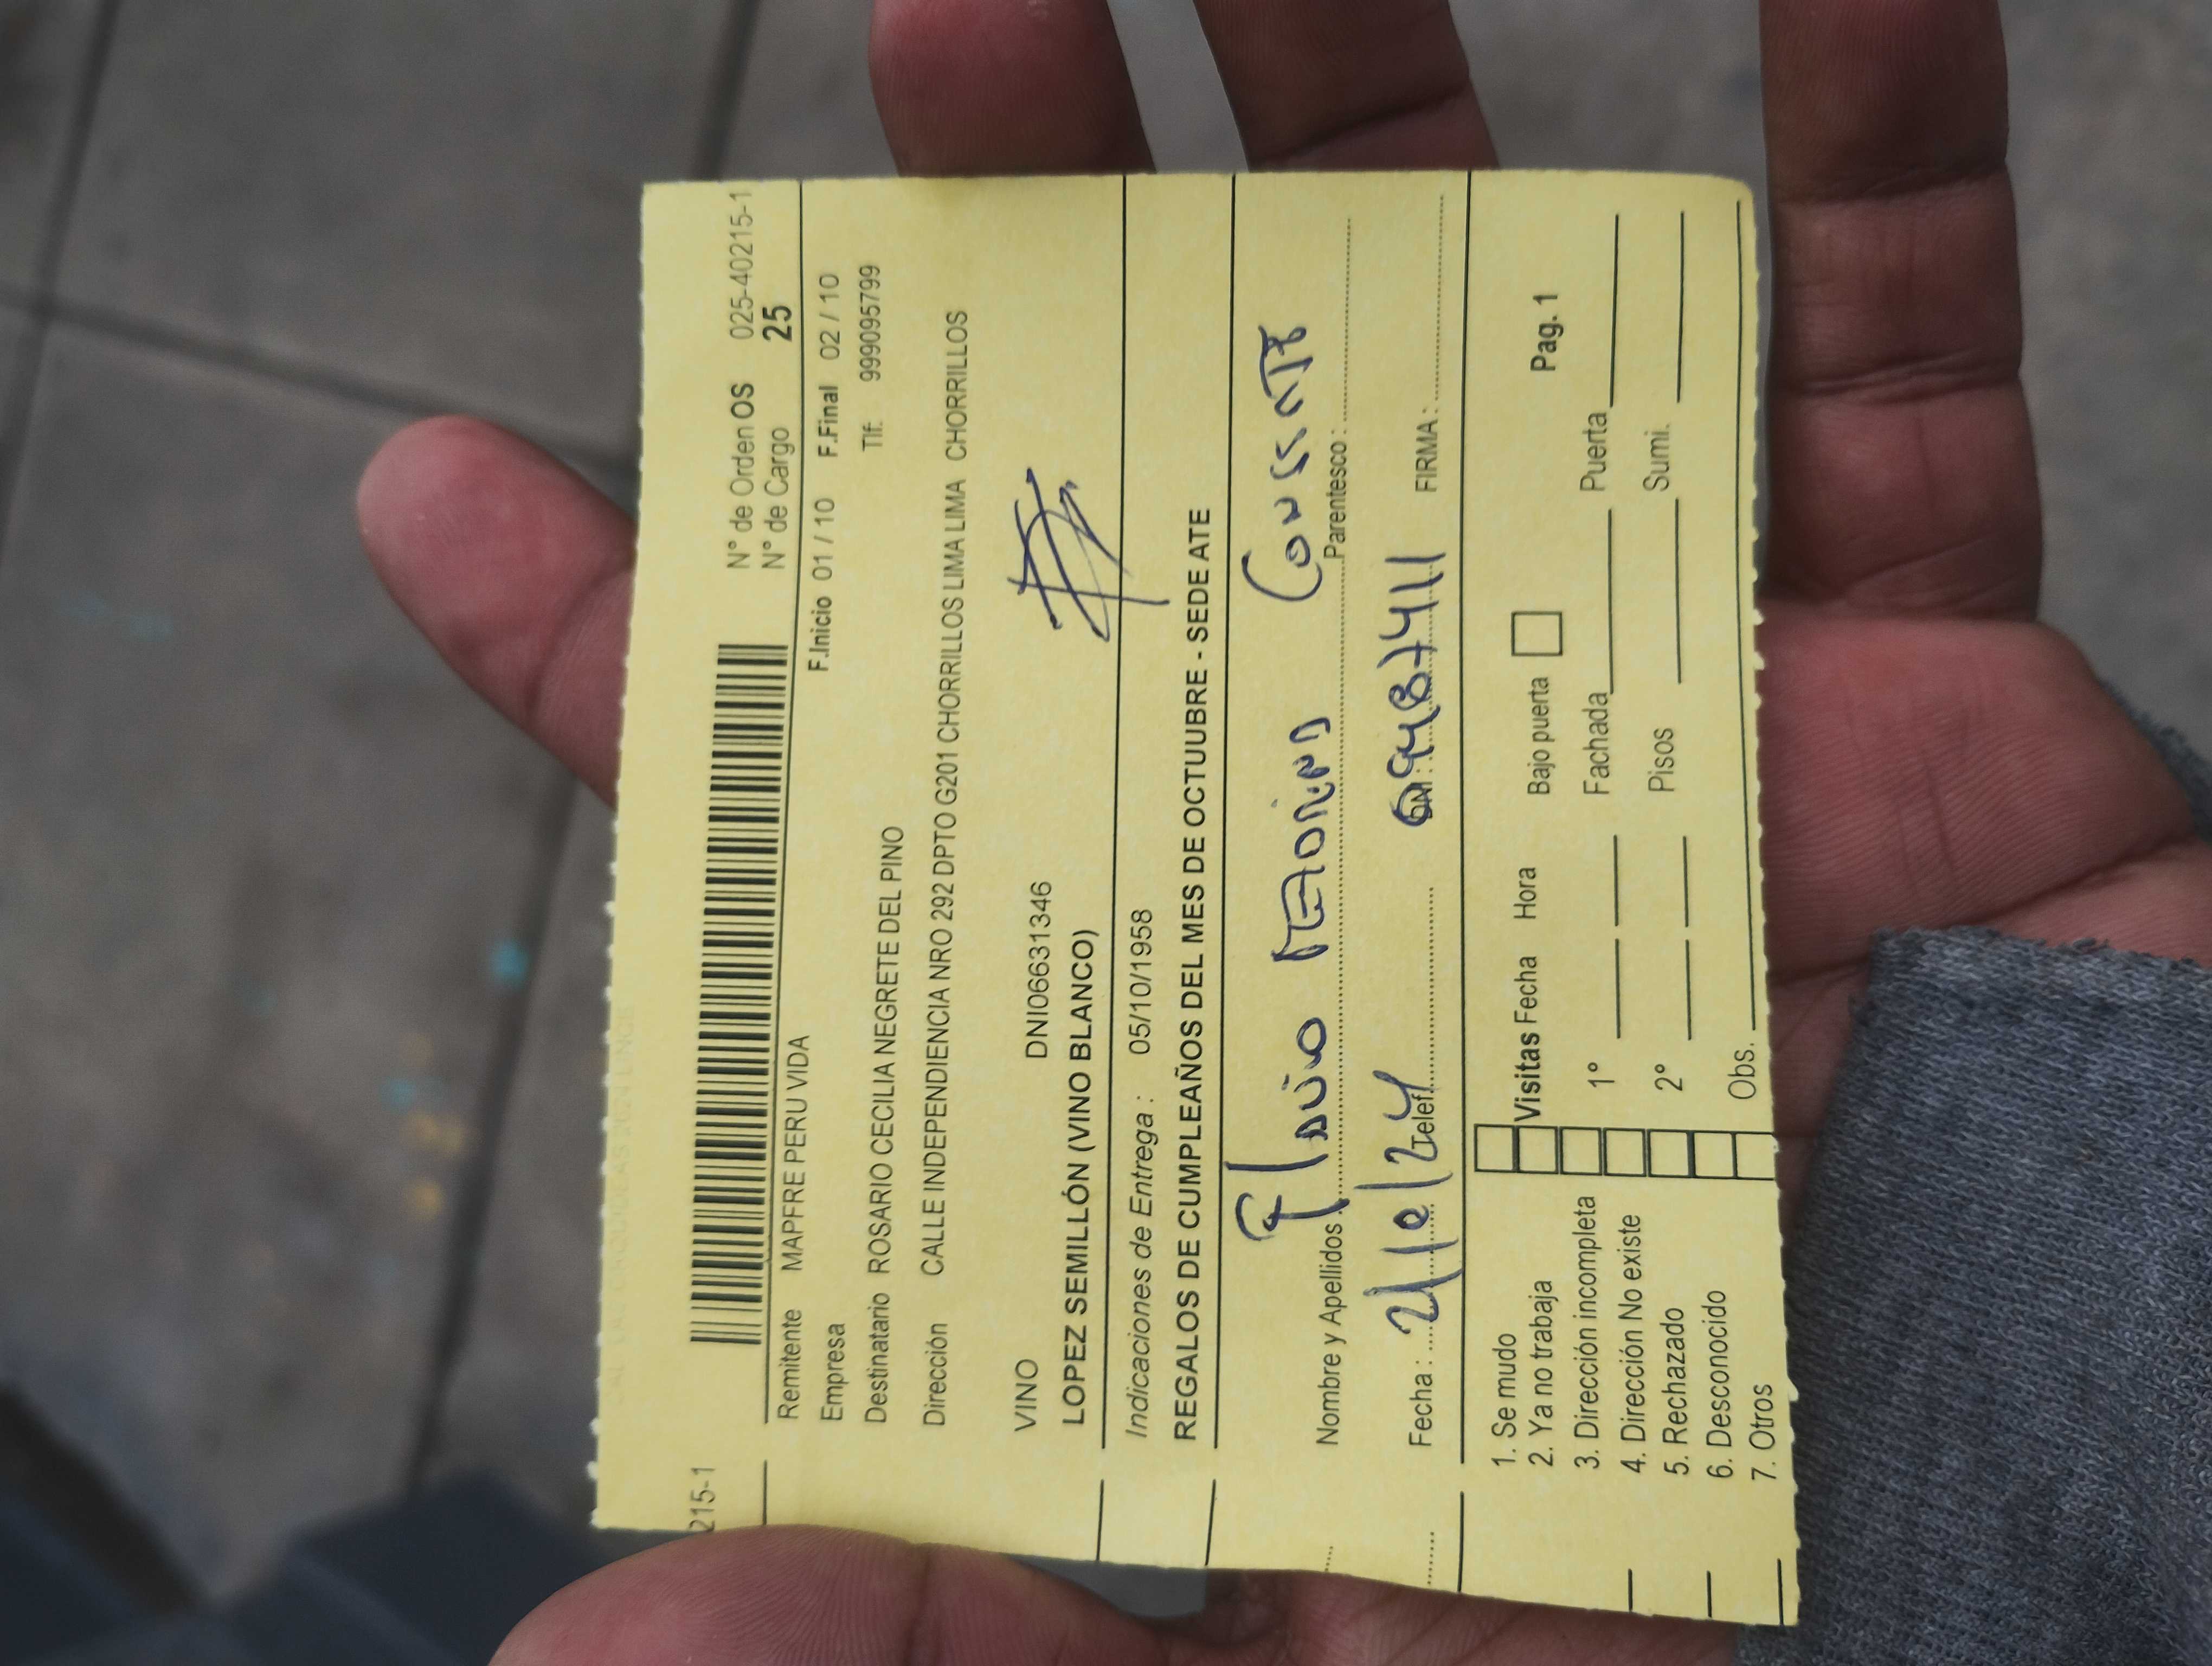 N° de Orden OS 025-40215-1
N° de Cargo 25
215-1
F.Inicio 01 / 10 F.Final 02 / 10
Remitente MAPFRE PERU VIDA
Empresa Tlf: 999095799
Destinatario ROSARIO CECILIA NEGRETE DEL PINO
Dirección CALLE INDEPENDIENCIA NRO 292 DPTO G201 CHORRILLOS LIMA LIMA CHORRILLOS
VINO DNI06631346
LOPEZ SEMILLÓN (VINO BLANCO)
Indicaciones de Entrega : 05/10/1958
REGALOS DE CUMPLEAÑOS DEL MES DE OCTUUBRE - SEDE ATE
Nombre y Apellidos: Parentesco :
Fecha : Telef. DNI : 09487411 FIRMA :
1. Se mudo
2. Ya no trabaja Visitas Fecha Hora Bajo puerta Pag. 1
3. Dirección incompleta 1° Fachada Puerta
4. Dirección No existe
5. Rechazado 2° Pisos Sumi.
6. Desconocido
7. Otros Obs.